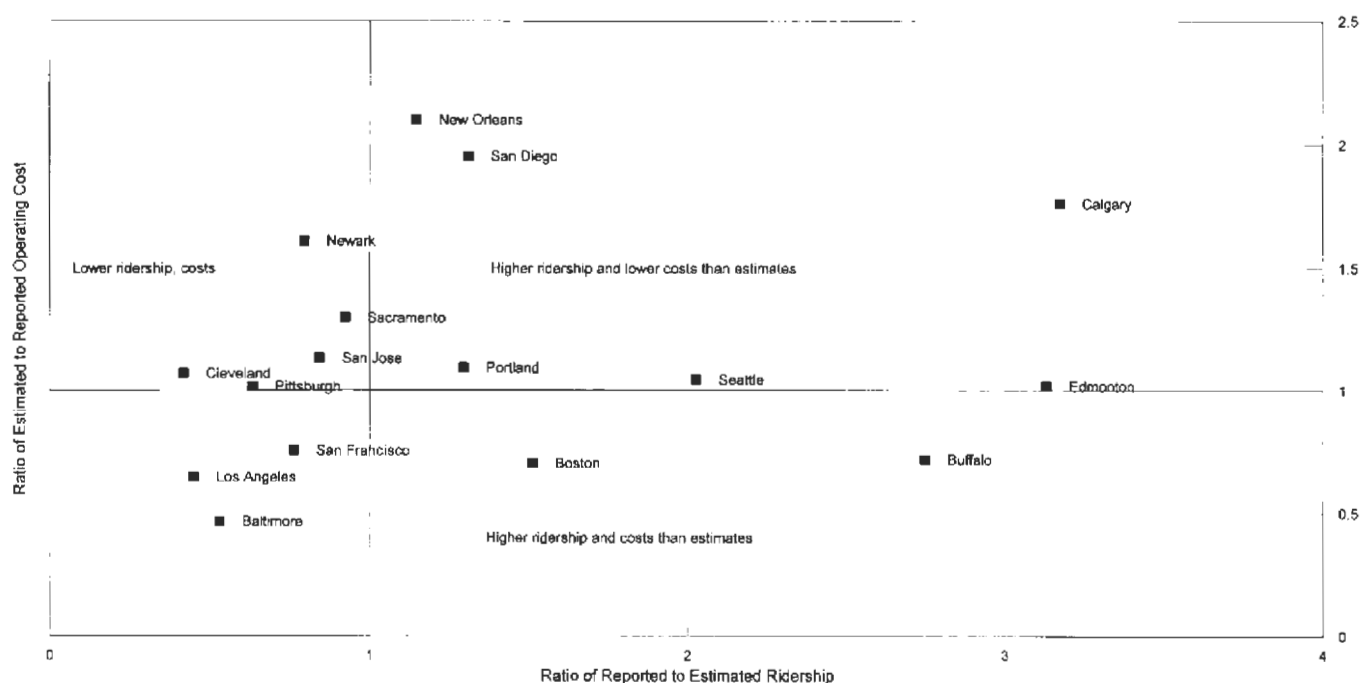 2.5
New Orleans
2
San Diego
Calgary
Newark
Lower ridership, costs
Higher ridership and lower costs than estimates
1.5
Sacramento
San Jose
Portland
Cleveland
Seattle
Pittsburgh
1
Edmonton
San Francisco
Boston
Buffalo
Los Angeles
Baltimore
0.5
Higher ridership and costs than estimates
0
0
1
2
3
4
Ratio of Reported to Estimated Ridership
Ratio of Estimated to Reported Operating Cost